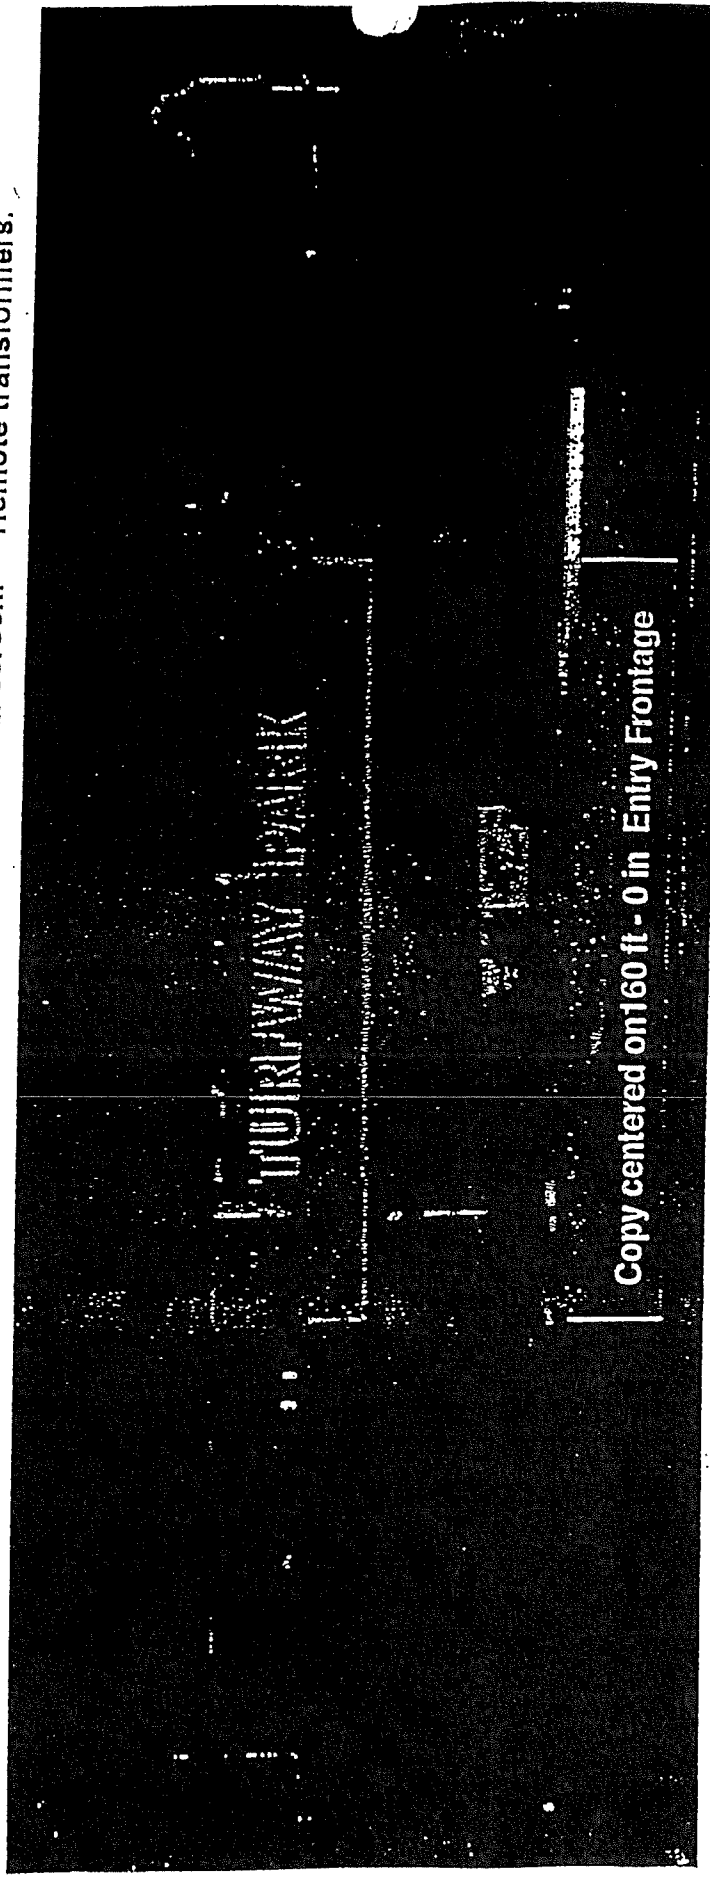 Remote transformers.
TURFWAY PARK
Copy centered on160 ft - 0 in Entry Frontage